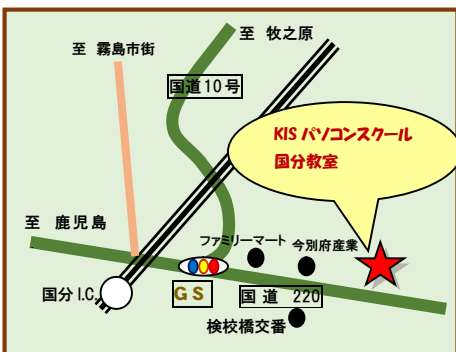 至 牧之原
至 霧島市街
国道10号
KIS パソコンスクール
国分教室
至 鹿児島
ファミリーマート
今別府産業
国分 I.C.
GS
国道 220
検校橋交番